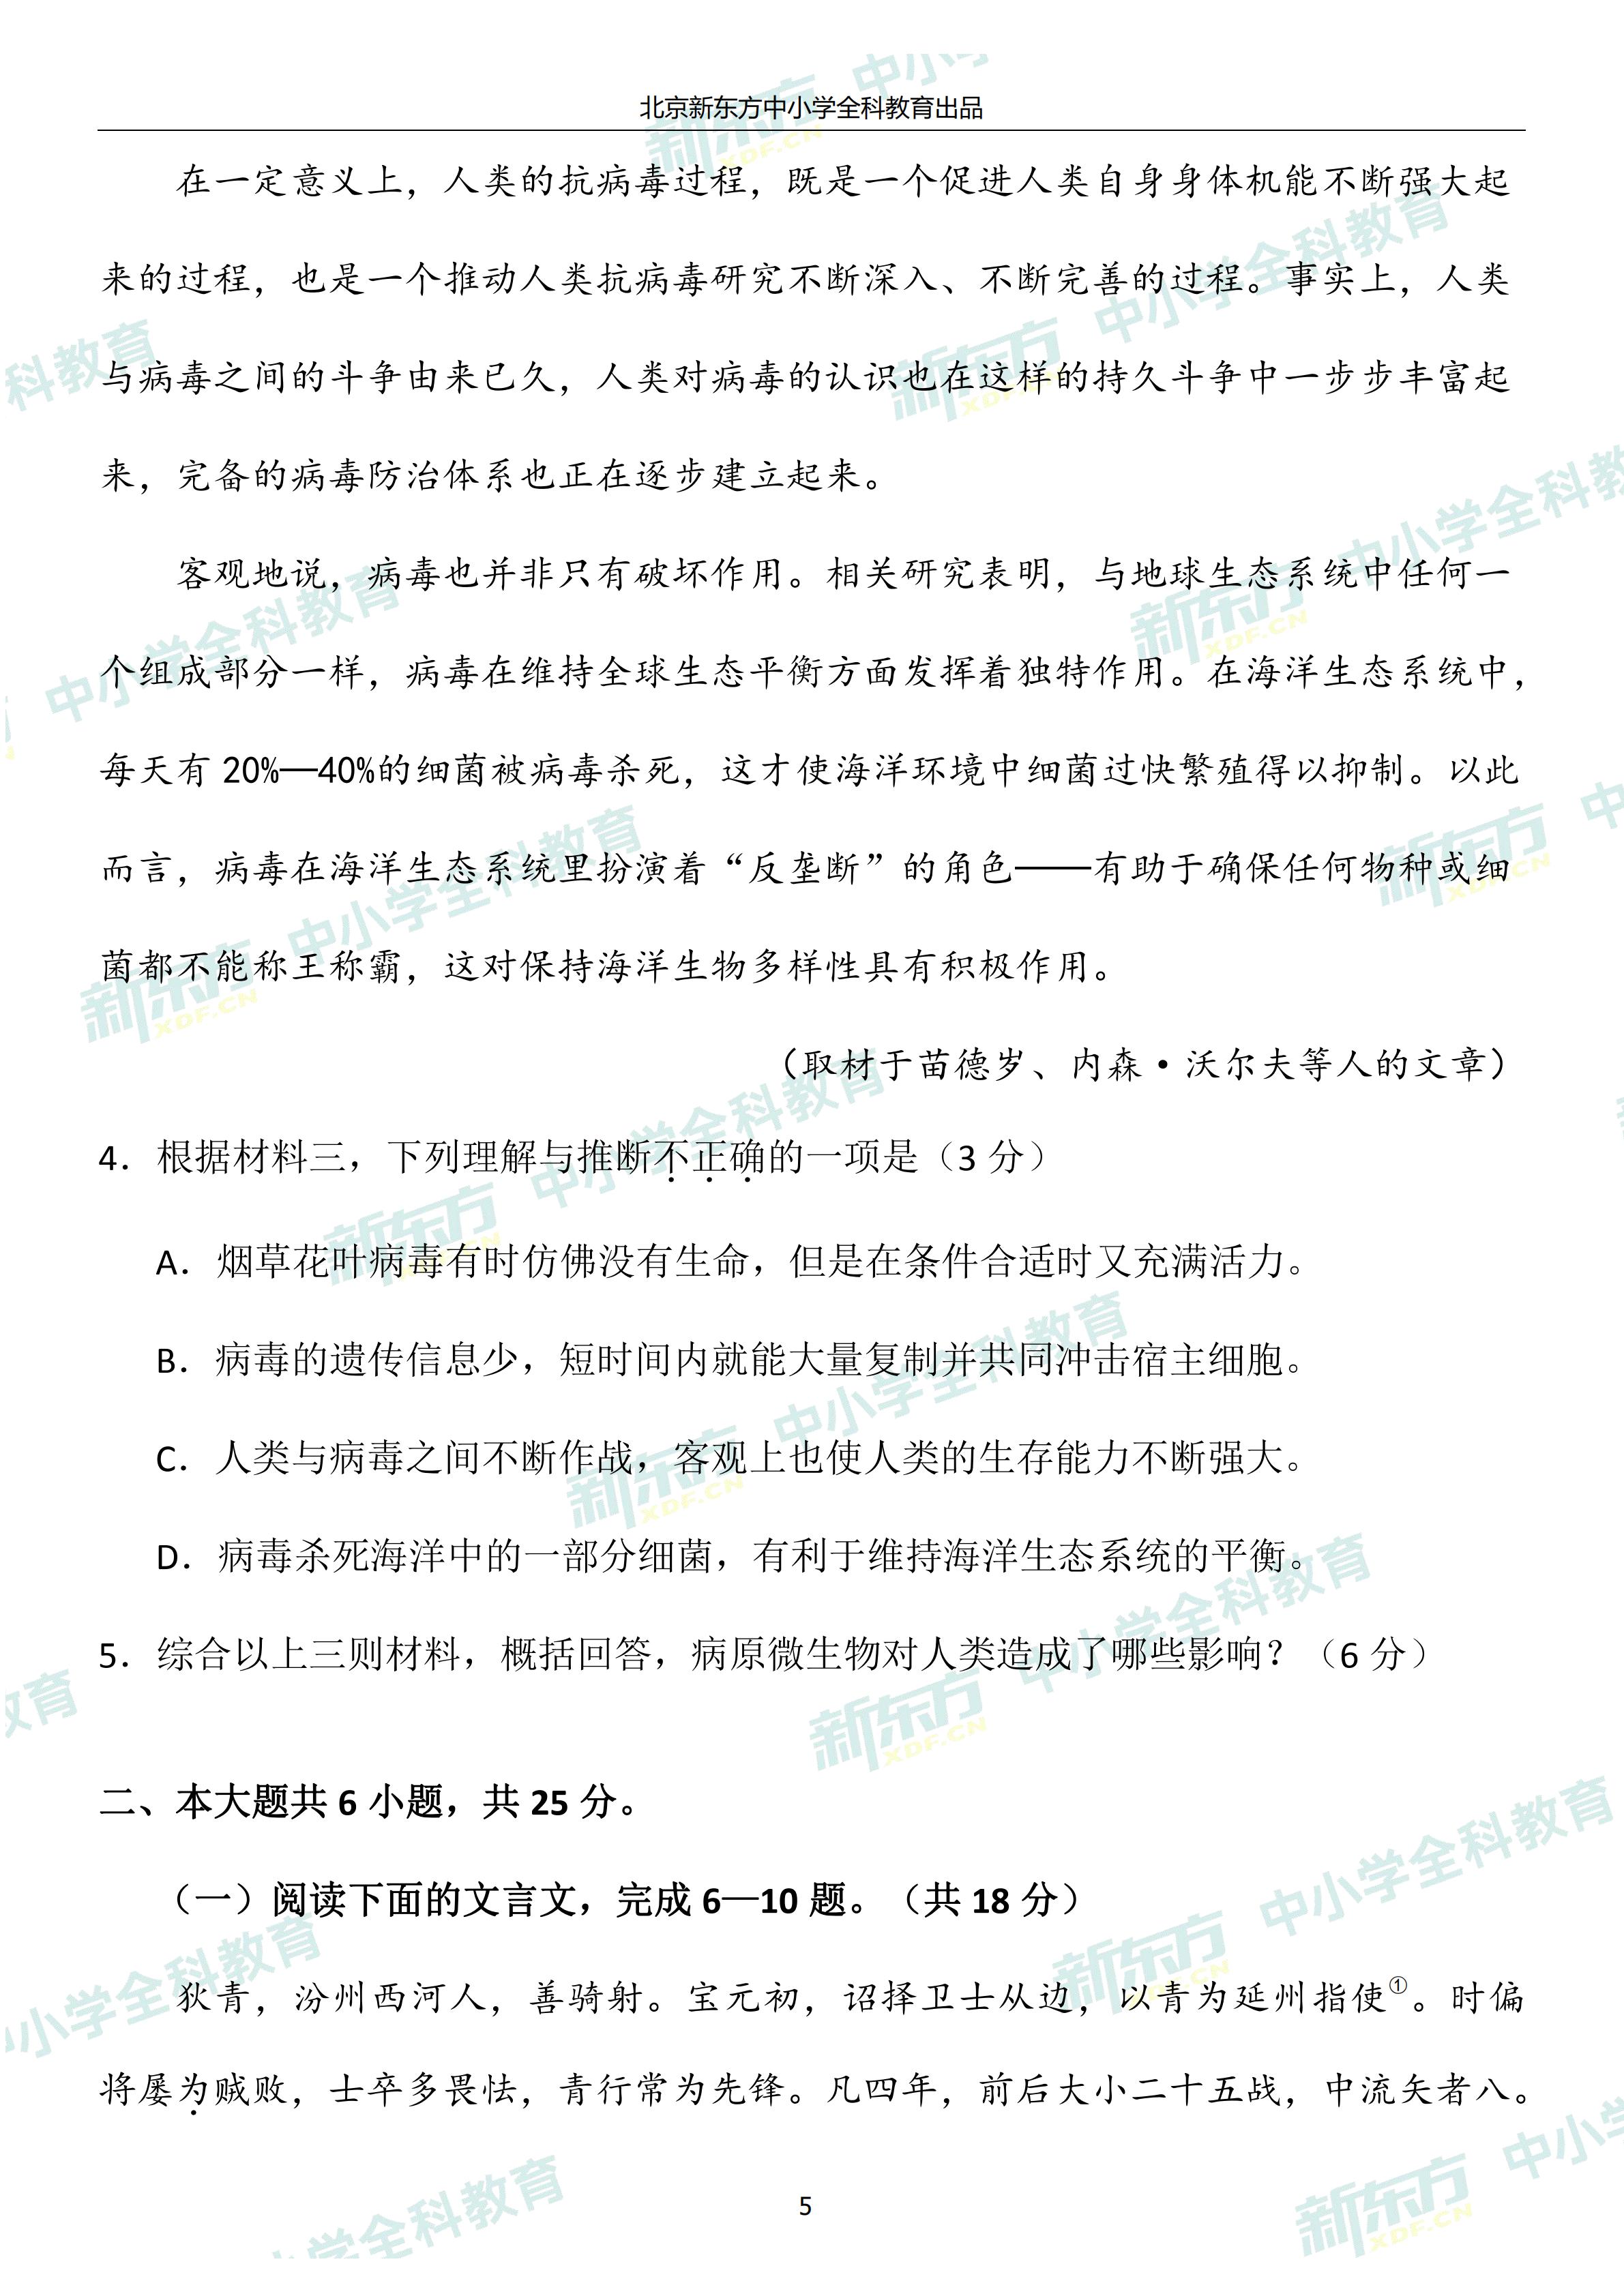 北京新东方中小学全科教育出品
在一定意义上，人类的抗病毒过程，既是一个促进人类自身身体机能不断强大起
来的过程，也是一个推动人类抗病毒研究不断深入、不断完善的过程。事实上，人类
与病毒之间的斗争由来已久，人类对病毒的认识也在这样的持久斗争中一步步丰富起
来，完备的病毒防治体系也正在逐步建立起来。
客观地说，病毒也并非只有破坏作用。相关研究表明，与地球生态系统中任何一
个组成部分一样，病毒在维持全球生态平衡方面发挥着独特作用。在海洋生态系统中，
每天有 20%—40%的细菌被病毒杀死，这才使海洋环境中细菌过快繁殖得以抑制。以此
而言，病毒在海洋生态系统里扮演着“反垄断”的角色——有助于确保任何物种或细
菌都不能称王称霸，这对保持海洋生物多样性具有积极作用。
（取材于苗德岁、内森·沃尔夫等人的文章）
4．根据材料三，下列理解与推断不正确的一项是（3 分）
A．烟草花叶病毒有时仿佛没有生命，但是在条件合适时又充满活力。
B．病毒的遗传信息少，短时间内就能大量复制并共同冲击宿主细胞。
C．人类与病毒之间不断作战，客观上也使人类的生存能力不断强大。
D．病毒杀死海洋中的一部分细菌，有利于维持海洋生态系统的平衡。
5．综合以上三则材料，概括回答，病原微生物对人类造成了哪些影响？（6 分）
二、本大题共 6 小题，共 25 分。
（一）阅读下面的文言文，完成 6—10 题。（共 18 分）
狄青，汾州西河人，善骑射。宝元初，诏择卫士从边，以青为延州指使①。时偏
将屡为贼败，士卒多畏怯，青行常为先锋。凡四年，前后大小二十五战，中流矢者八。
5
新东方 XDF.CN 中小学全科教育